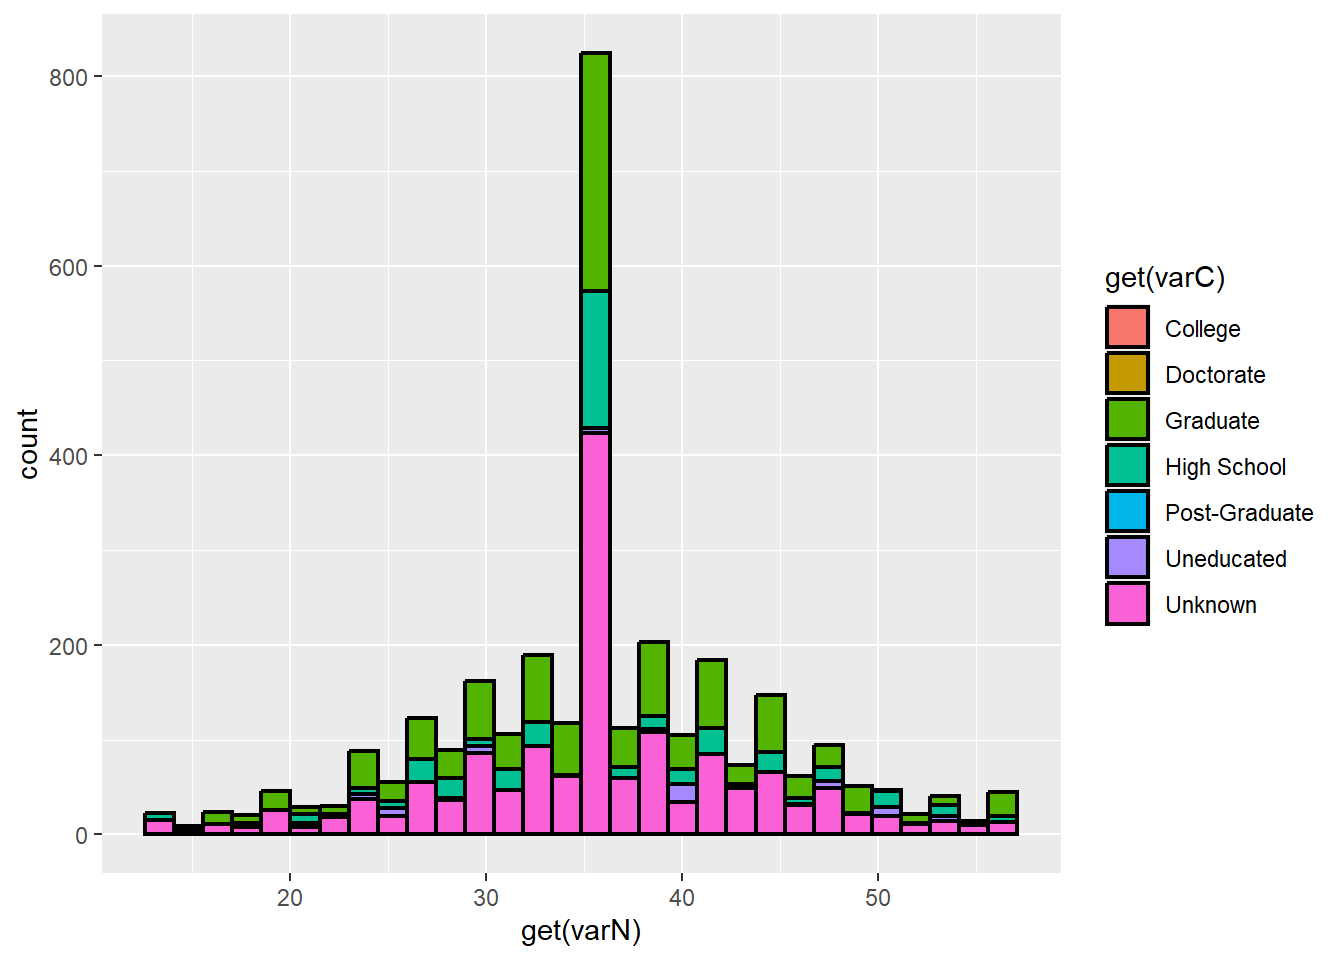 800
600
400
200
0
count
20
30
40
50
get(varN)
get(varC)
College
Doctorate
Graduate
High School
Post-Graduate
Uneducated
Unknown